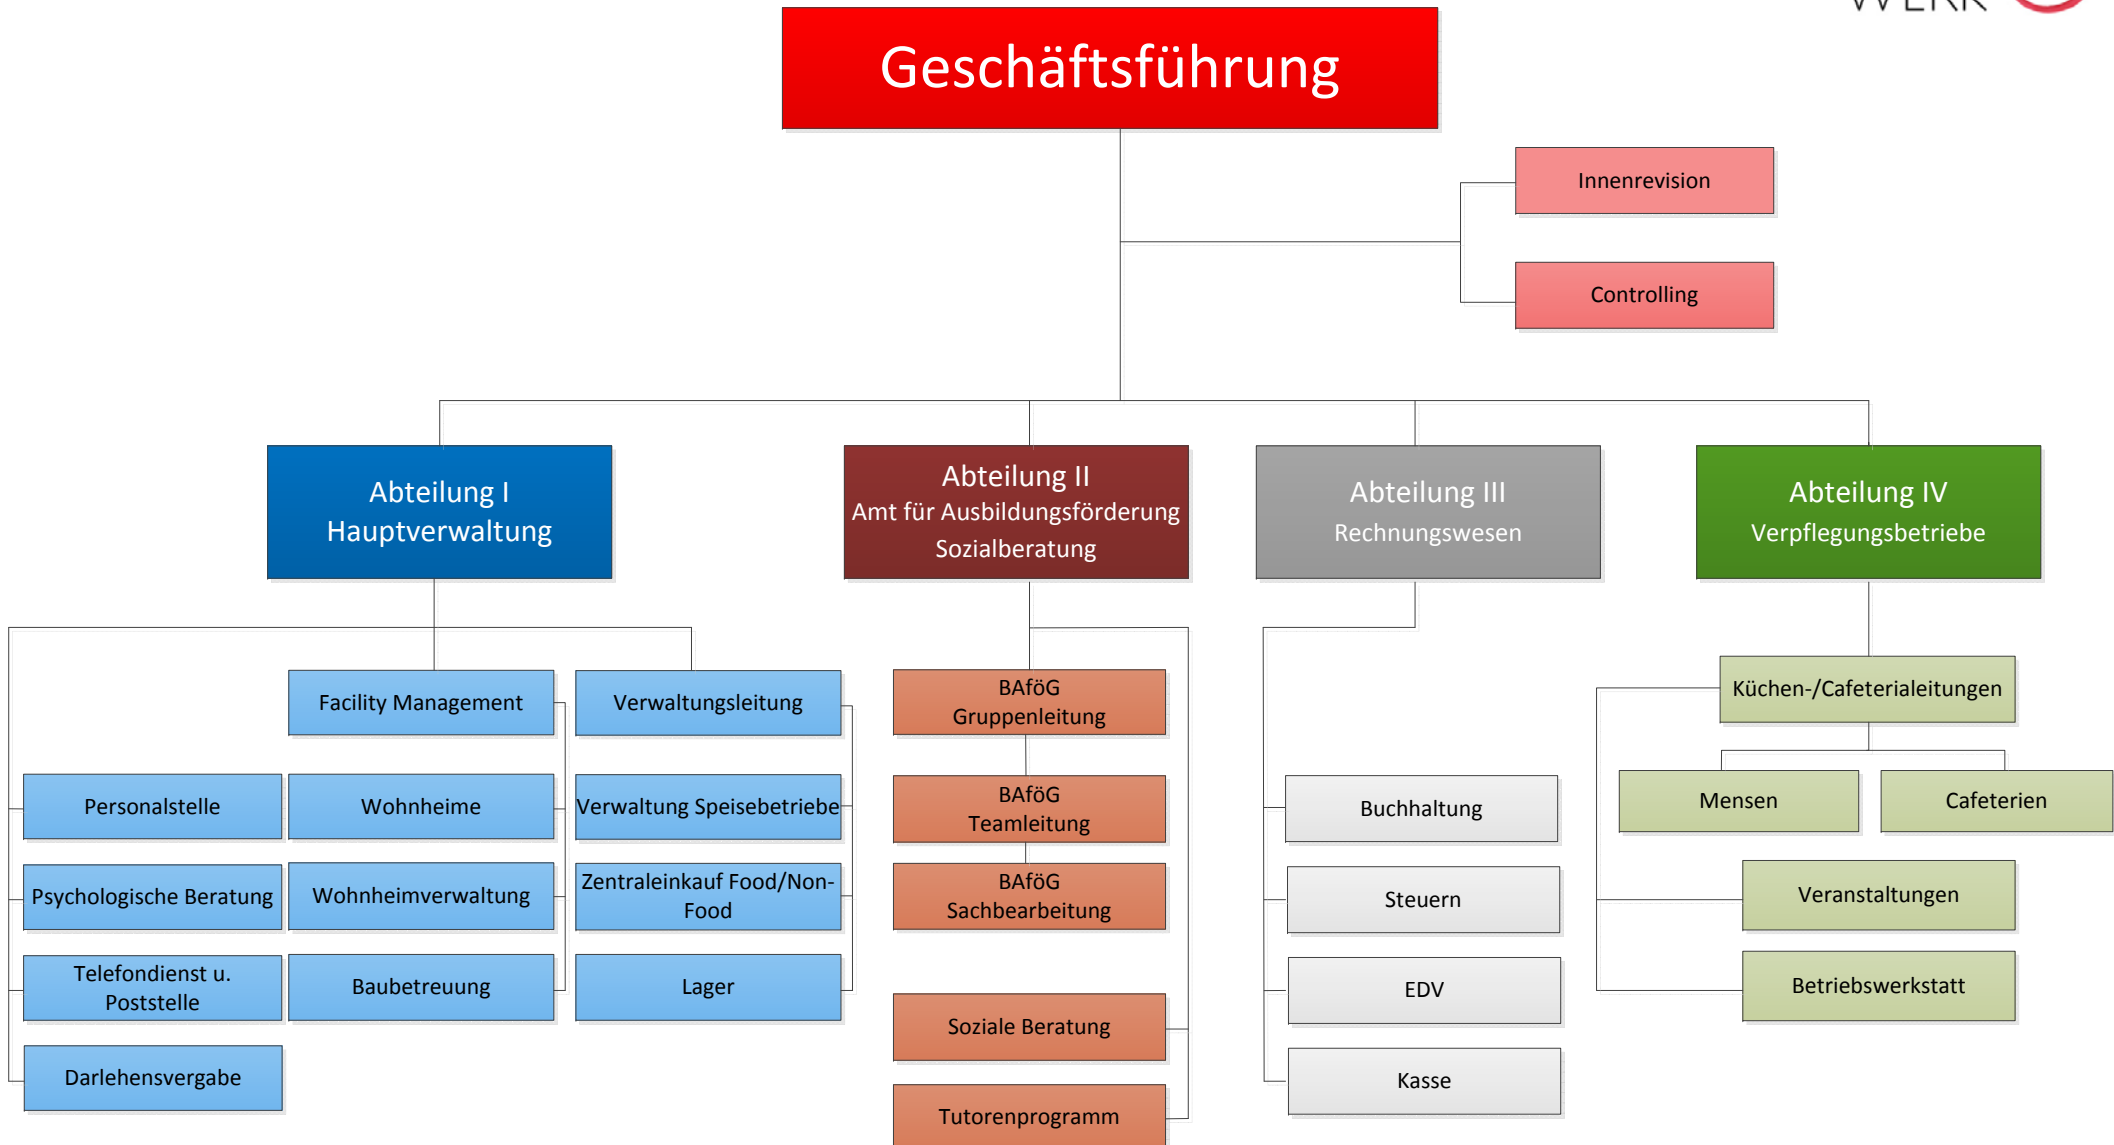 WERK
Geschäftsführung
Innenrevision
Controlling
Abteilung I
Hauptverwaltung
Abteilung II
Amt für Ausbildungsförderung
Sozialberatung
Abteilung III
Rechnungswesen
Abteilung IV
Verpflegungsbetriebe
Facility Management
Verwaltungsleitung
Personalstelle
Wohnheime
Verwaltung Speisebetriebe
Psychologische Beratung
Wohnheimverwaltung
Zentraleinkauf Food/Non-
Food
Telefondienst u.
Poststelle
Baubetreuung
Lager
Darlehensvergabe
BAföG
Gruppenleitung
BAföG
Teamleitung
BAföG
Sachbearbeitung
Soziale Beratung
Tutorenprogramm
Buchhaltung
Steuern
EDV
Kasse
Küchen-/Cafeterialeitungen
Mensen
Cafeterien
Veranstaltungen
Betriebswerkstatt